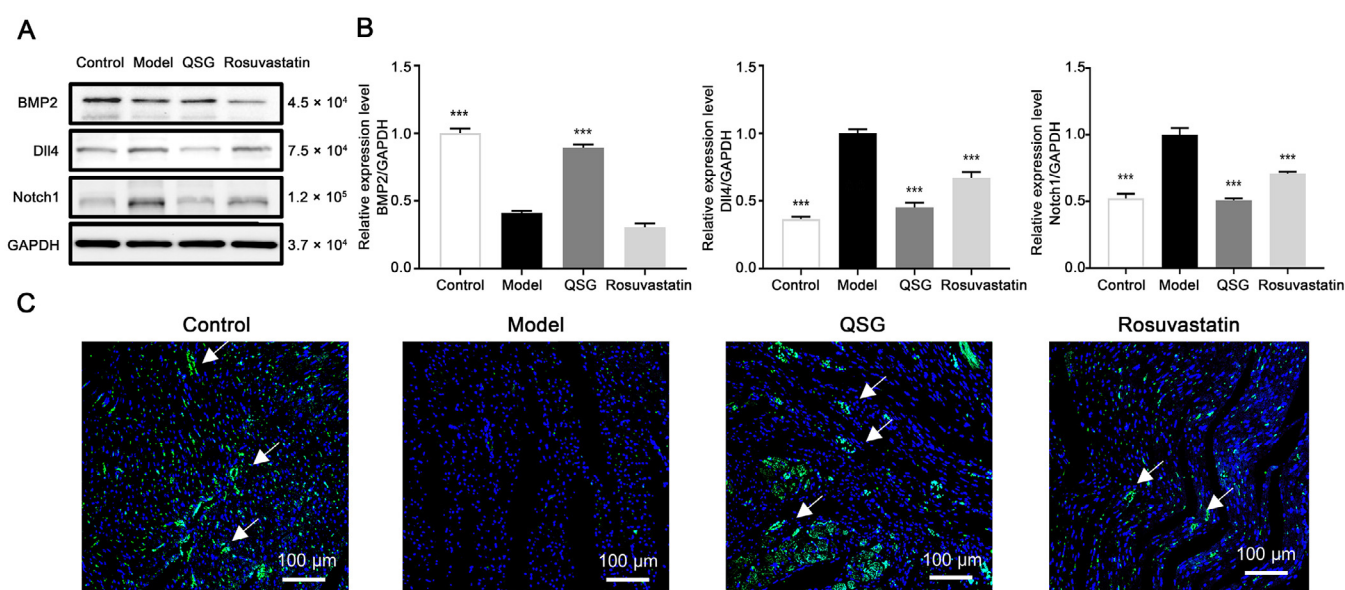 A
Control Model QSG Rosuvastatin
BMP2
4.5 × 10⁴
Dll4
7.5 × 10⁴
Notch1
1.2 × 10⁵
GAPDH
3.7 × 10⁴
B
Relative expression level
BMP2/GAPDH
1.5
1.0
0.5
0.0
***
***
Control Model QSG Rosuvastatin
Relative expression level
Dll4/GAPDH
1.5
1.0
0.5
0.0
***
***
***
Control Model QSG Rosuvastatin
Relative expression level
Notch1/GAPDH
1.5
1.0
0.5
0.0
***
***
***
Control Model QSG Rosuvastatin
C
Control
100 µm
Model
100 µm
QSG
100 µm
Rosuvastatin
100 µm